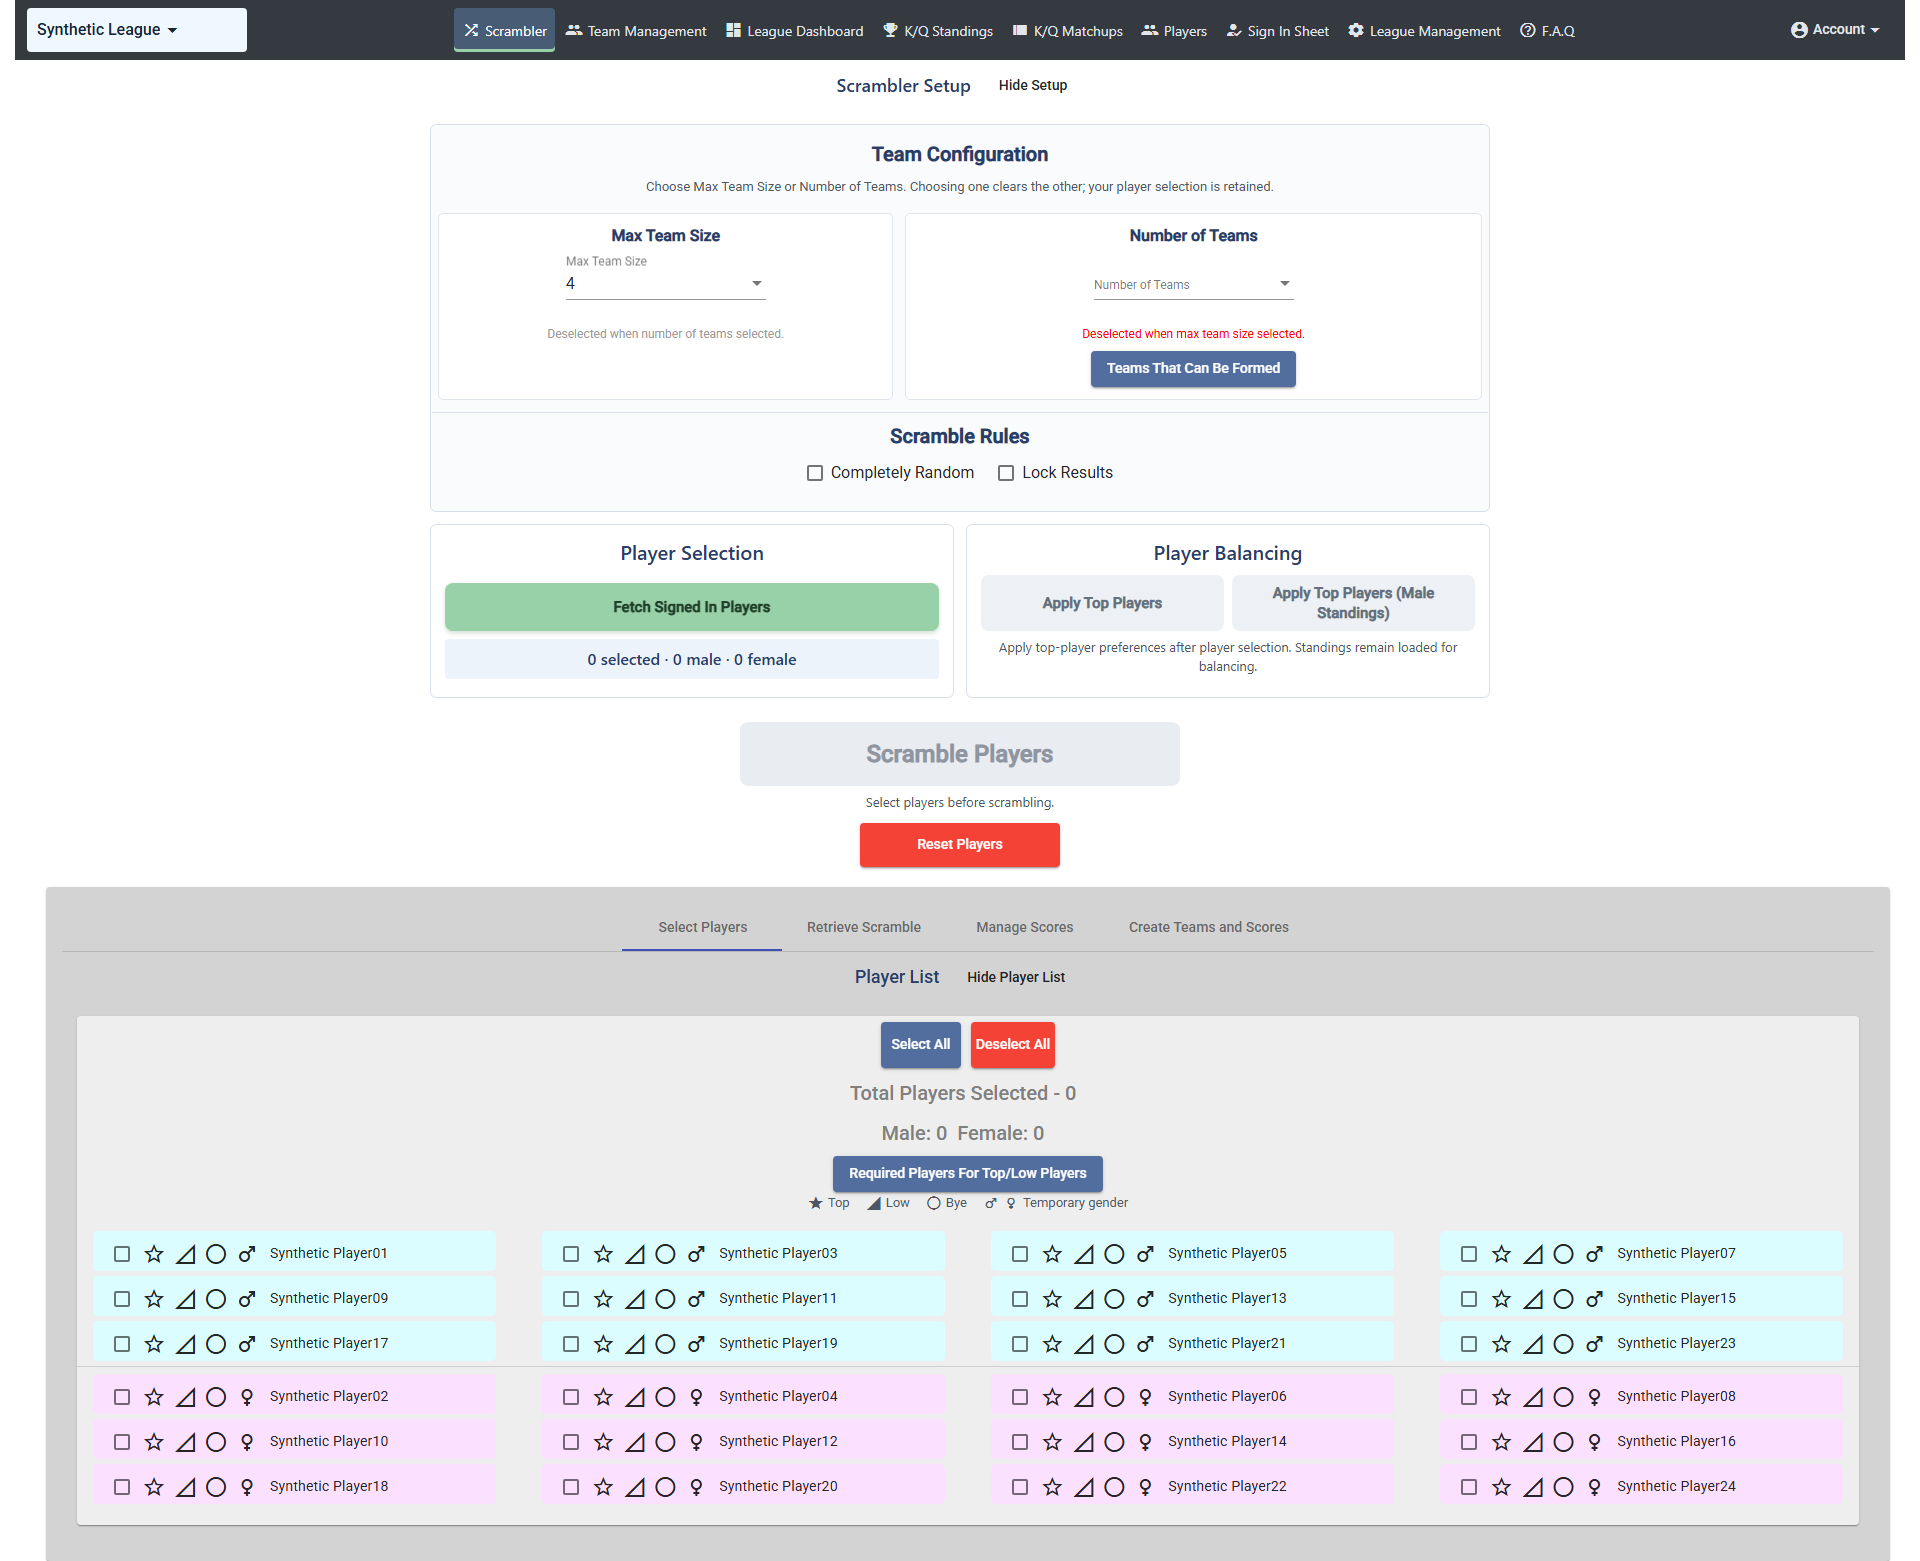 Synthetic League
Scrambler
Team Management
League Dashboard
K/Q Standings
K/Q Matchups
Players
Sign In Sheet
League Management
F.A.Q
Account
Scrambler Setup
Hide Setup
Team Configuration
Choose Max Team Size or Number of Teams. Choosing one clears the other; your player selection is retained.
Max Team Size
Max Team Size
4
Deselected when number of teams selected.
Number of Teams
Number of Teams
Deselected when max team size selected.
Teams That Can Be Formed
Scramble Rules
Completely Random
Lock Results
Player Selection
Fetch Signed In Players
0 selected · 0 male · 0 female
Player Balancing
Apply Top Players
Apply Top Players (Male
Standings)
Apply top-player preferences after player selection. Standings remain loaded for
balancing.
Scramble Players
Select players before scrambling.
Reset Players
Select Players
Retrieve Scramble
Manage Scores
Create Teams and Scores
Player List
Hide Player List
Select All
Deselect All
Total Players Selected - 0
Male: 0 Female: 0
Required Players For Top/Low Players
Top
Low
Bye
Temporary gender
Synthetic Player01
Synthetic Player03
Synthetic Player05
Synthetic Player07
Synthetic Player09
Synthetic Player11
Synthetic Player13
Synthetic Player15
Synthetic Player17
Synthetic Player19
Synthetic Player21
Synthetic Player23
Synthetic Player02
Synthetic Player04
Synthetic Player06
Synthetic Player08
Synthetic Player10
Synthetic Player12
Synthetic Player14
Synthetic Player16
Synthetic Player18
Synthetic Player20
Synthetic Player22
Synthetic Player24